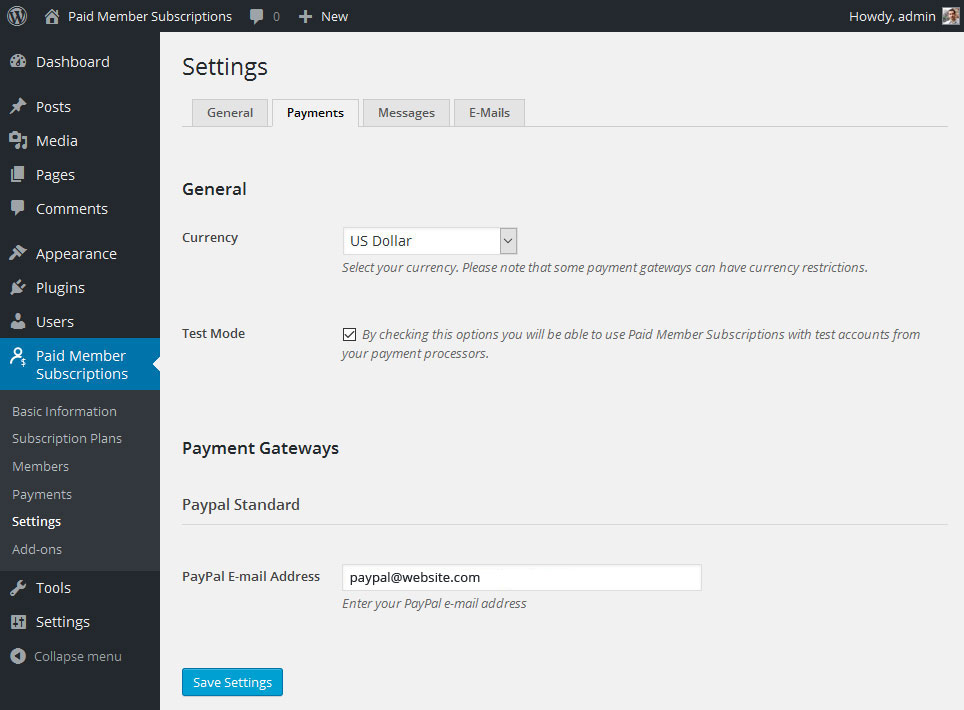 Paid Member Subscriptions 0 New Howdy, admin
Dashboard
Posts
Media
Pages
Comments
Appearance
Plugins
Users
Paid Member
Subscriptions
Basic Information
Subscription Plans
Members
Payments
Settings
Add-ons
Tools
Settings
Collapse menu
Settings
General Payments Messages E-Mails
General
Currency US Dollar
Select your currency. Please note that some payment gateways can have currency restrictions.
Test Mode By checking this options you will be able to use Paid Member Subscriptions with test accounts from
your payment processors.
Payment Gateways
Paypal Standard
PayPal E-mail Address paypal@website.com
Enter your PayPal e-mail address
Save Settings